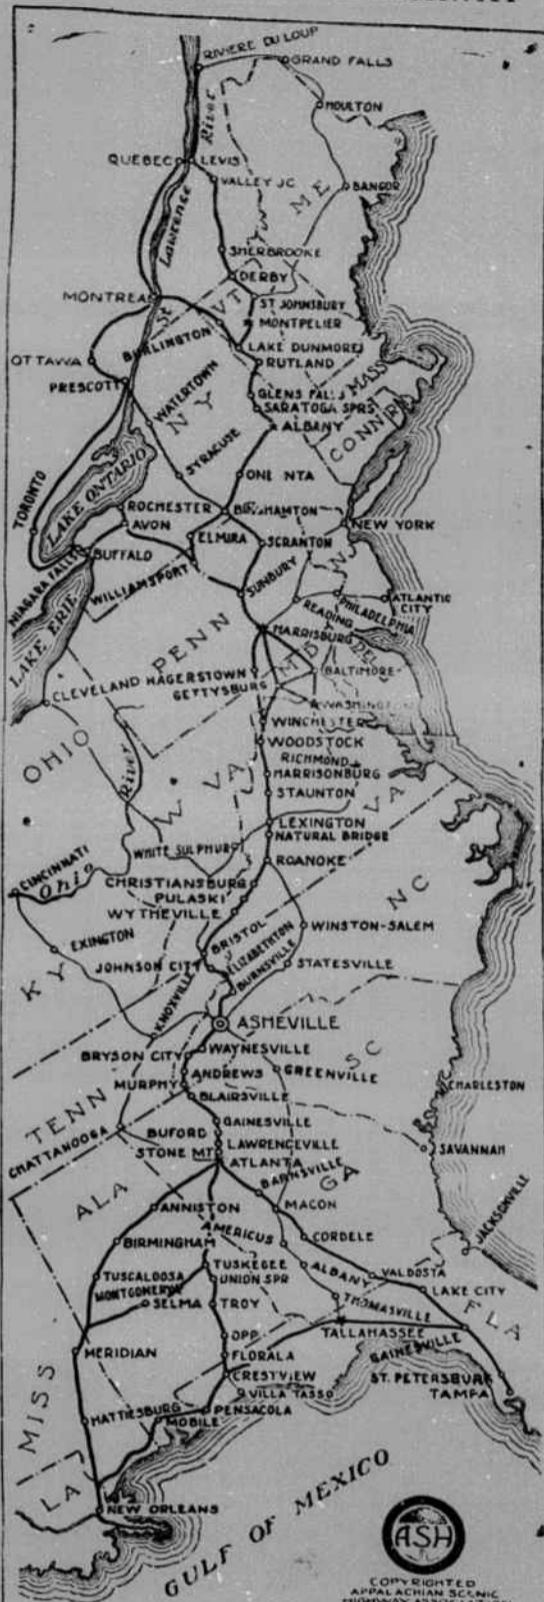 RIVIERE DU LOUP
GRAND FALLS
MOULTON
River
QUEBEC
LEVIS
VALLEY JC.
BANGOR
ME
Lawrence
SHERBROOKE
DERBY
MONTREAL
St
VT
ST JOHNSBURY
MONTPELIER
BURLINGTON
LAKE DUNMORE
OTTAWA
RUTLAND
PRESCOTT
WATERTOWN
N Y
GLENS FALLS
MASS
SARATOGA SPRS
CONN
R I
ALBANY
SYRACUSE
TORONTO
LAKE ONTARIO
ROCHESTER
BINGHAMTON
NEW YORK
AVON
ELMIRA
SCRANTON
BUFFALO
NIAGARA FALLS
WILLIAMSPORT
SUNBURY
N J
READING
PHILADELPHIA
ATLANTIC
CITY
LAKE ERIE
PENN
HARRISBURG
MD
DEL
CLEVELAND
HAGERSTOWN
BALTIMORE
GETTYSBURG
WASHINGTON
WINCHESTER
OHIO
WOODSTOCK
River
RICHMOND
HARRISONBURG
W VA
VA
STAUNTON
LEXINGTON
NATURAL BRIDGE
WHITE SULPHUR
ROANOKE
CINCINNATI
Ohio
CHRISTIANSBURG
PULASKI
WYTHEVILLE
NC
EXINGTON
BRISTOL
WINSTON-SALEM
KY
JOHNSON CITY
ELIZABETHTON
BURNSVILLE
STATESVILLE
KNOXVILLE
ASHEVILLE
WAYNESVILLE
BRYSON CITY
SC
ANDREWS
GREENVILLE
MURPHY
CHARLESTON
BLAIRSVILLE
TENN
GAINESVILLE
CHATTANOOGA
BUFORD
LAWRENCEVILLE
STONE MT
SAVANNAH
ATLANTA
BARNSVILLE
GA
ALA
ANNISTON
MACON
AMERICUS
BIRMINGHAM
CORDELE
JACKSONVILLE
TUSKEGEE
ALBANY
VALDOSTA
TUSCALOOSA
UNION SPR
LAKE CITY
MONTGOMERY
SELMA
TROY
THOMASVILLE
FLA
OPP
TALLAHASSEE
MERIDIAN
FLORALA
GAINESVILLE
CRESTVIEW
ST. PETERSBURG
VILLA TASSO
TAMPA
MISS
HATTIESBURG
MOBILE
PENSACOLA
LA
NEW ORLEANS
GULF OF MEXICO
ASH
COPYRIGHTED
APPALACHIAN SCENIC
HIGHWAY ASSOCIATION